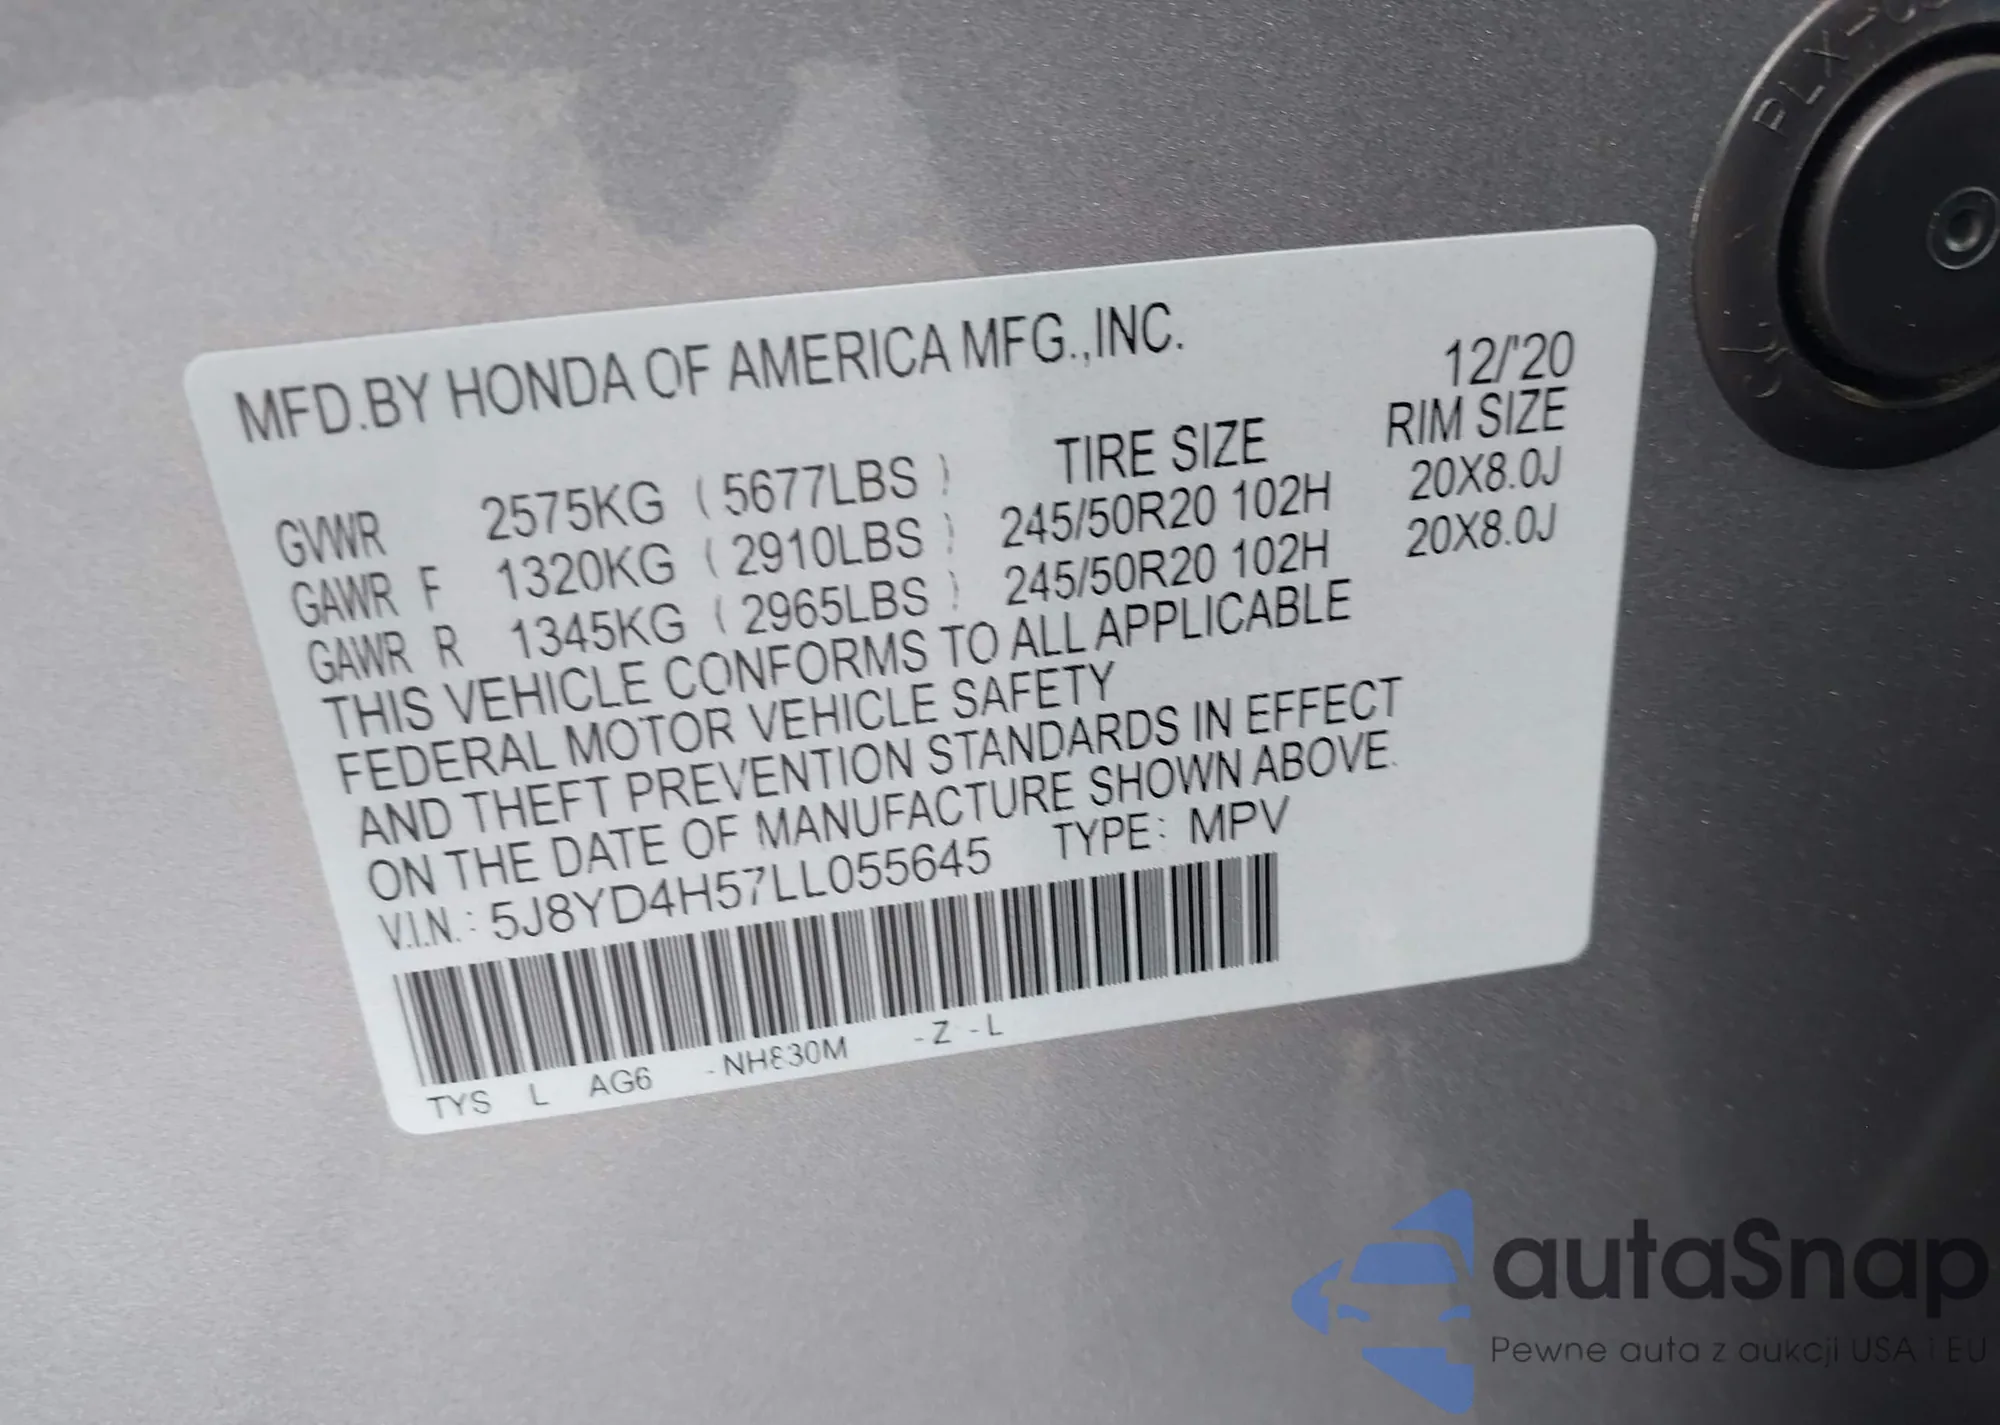 PLX-
MFD.BY HONDA OF AMERICA MFG.,INC.
12/'20
TIRE SIZE RIM SIZE
GVWR 2575KG (5677LBS)
GAWR F 1320KG (2910LBS) 245/50R20 102H 20X8.0J
GAWR R 1345KG (2965LBS) 245/50R20 102H 20X8.0J
THIS VEHICLE CONFORMS TO ALL APPLICABLE
FEDERAL MOTOR VEHICLE SAFETY
AND THEFT PREVENTION STANDARDS IN EFFECT
ON THE DATE OF MANUFACTURE SHOWN ABOVE.
V.I.N.: 5J8YD4H57LL055645 TYPE: MPV
TYS L AG6 -NH830M -Z -L
autaSnap
Pewne auta z aukcji USA i EU